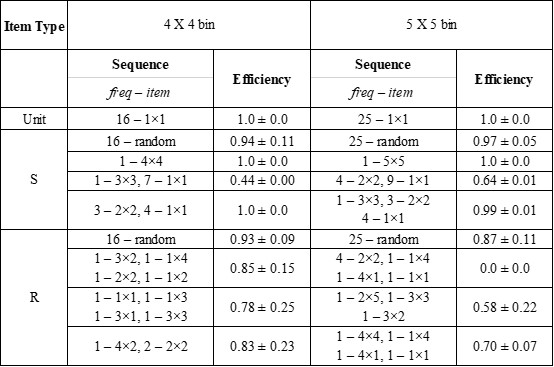 Item Type 4 X 4 bin 5 X 5 bin
Sequence Efficiency Sequence Efficiency
freq – item freq – item
Unit 16 – 1×1 1.0 ± 0.0 25 – 1×1 1.0 ± 0.0
S 16 – random 0.94 ± 0.11 25 – random 0.97 ± 0.05
1 – 4×4 1.0 ± 0.0 1 – 5×5 1.0 ± 0.0
1 – 3×3, 7 – 1×1 0.44 ± 0.00 4 – 2×2, 9 – 1×1 0.64 ± 0.01
3 – 2×2, 4 – 1×1 1.0 ± 0.0 1 – 3×3, 3 – 2×2 0.99 ± 0.01
4 – 1×1
R 16 – random 0.93 ± 0.09 25 – random 0.87 ± 0.11
1 – 3×2, 1 – 1×4 0.85 ± 0.15 4 – 2×2, 1 – 1×4 0.0 ± 0.0
1 – 2×2, 1 – 1×2 1 – 4×1, 1 – 1×1
1 – 1×1, 1 – 1×3 0.78 ± 0.25 1 – 2×5, 1 – 3×3 0.58 ± 0.22
1 – 3×1, 1 – 3×3 1 – 3×2
1 – 4×2, 2 – 2×2 0.83 ± 0.23 1 – 4×4, 1 – 1×4 0.70 ± 0.07
1 – 4×1, 1 – 1×1